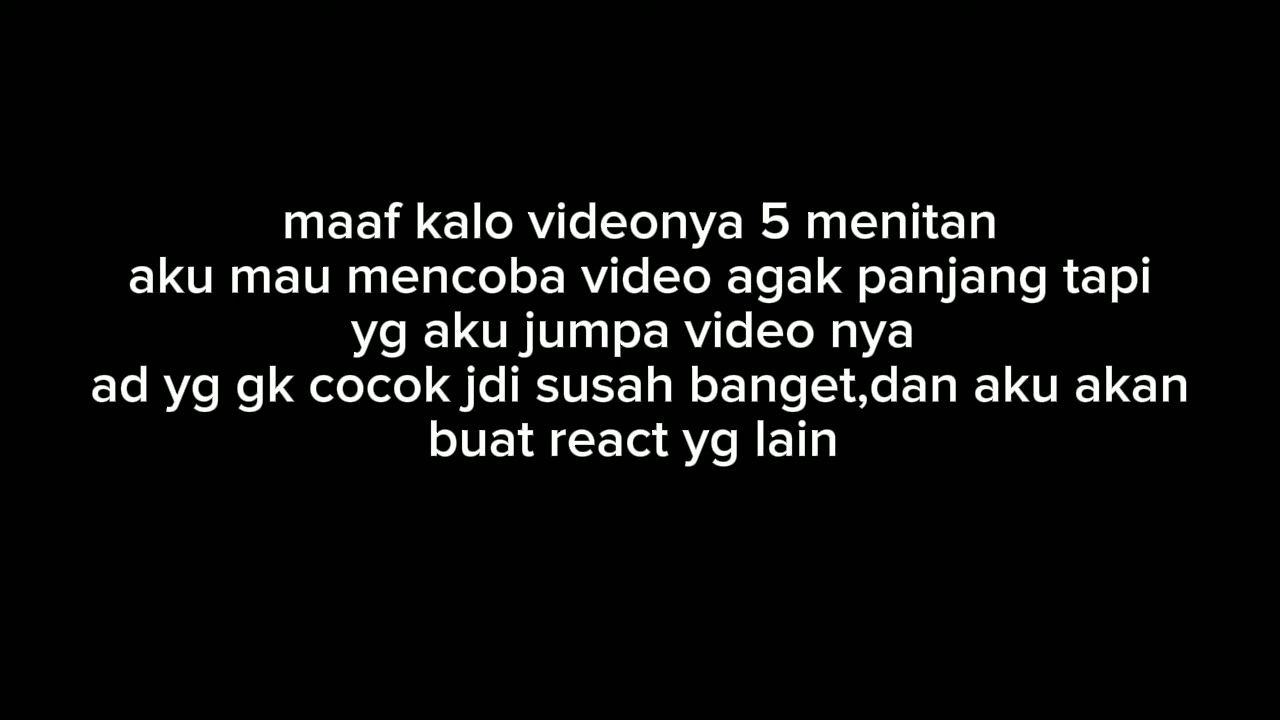 maaf kalo videonya 5 menitan
aku mau mencoba video agak panjang tapi
yg aku jumpa video nya
ad yg gk cocok jdi susah banget,dan aku akan
buat react yg lain